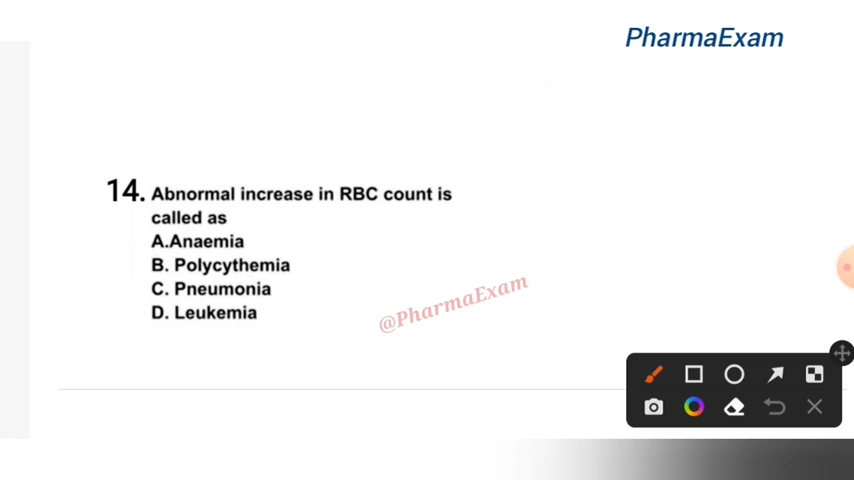 PharmaExam
14. Abnormal increase in RBC count is
called as
A.Anaemia
B. Polycythemia
C. Pneumonia
D. Leukemia
@PharmaExam